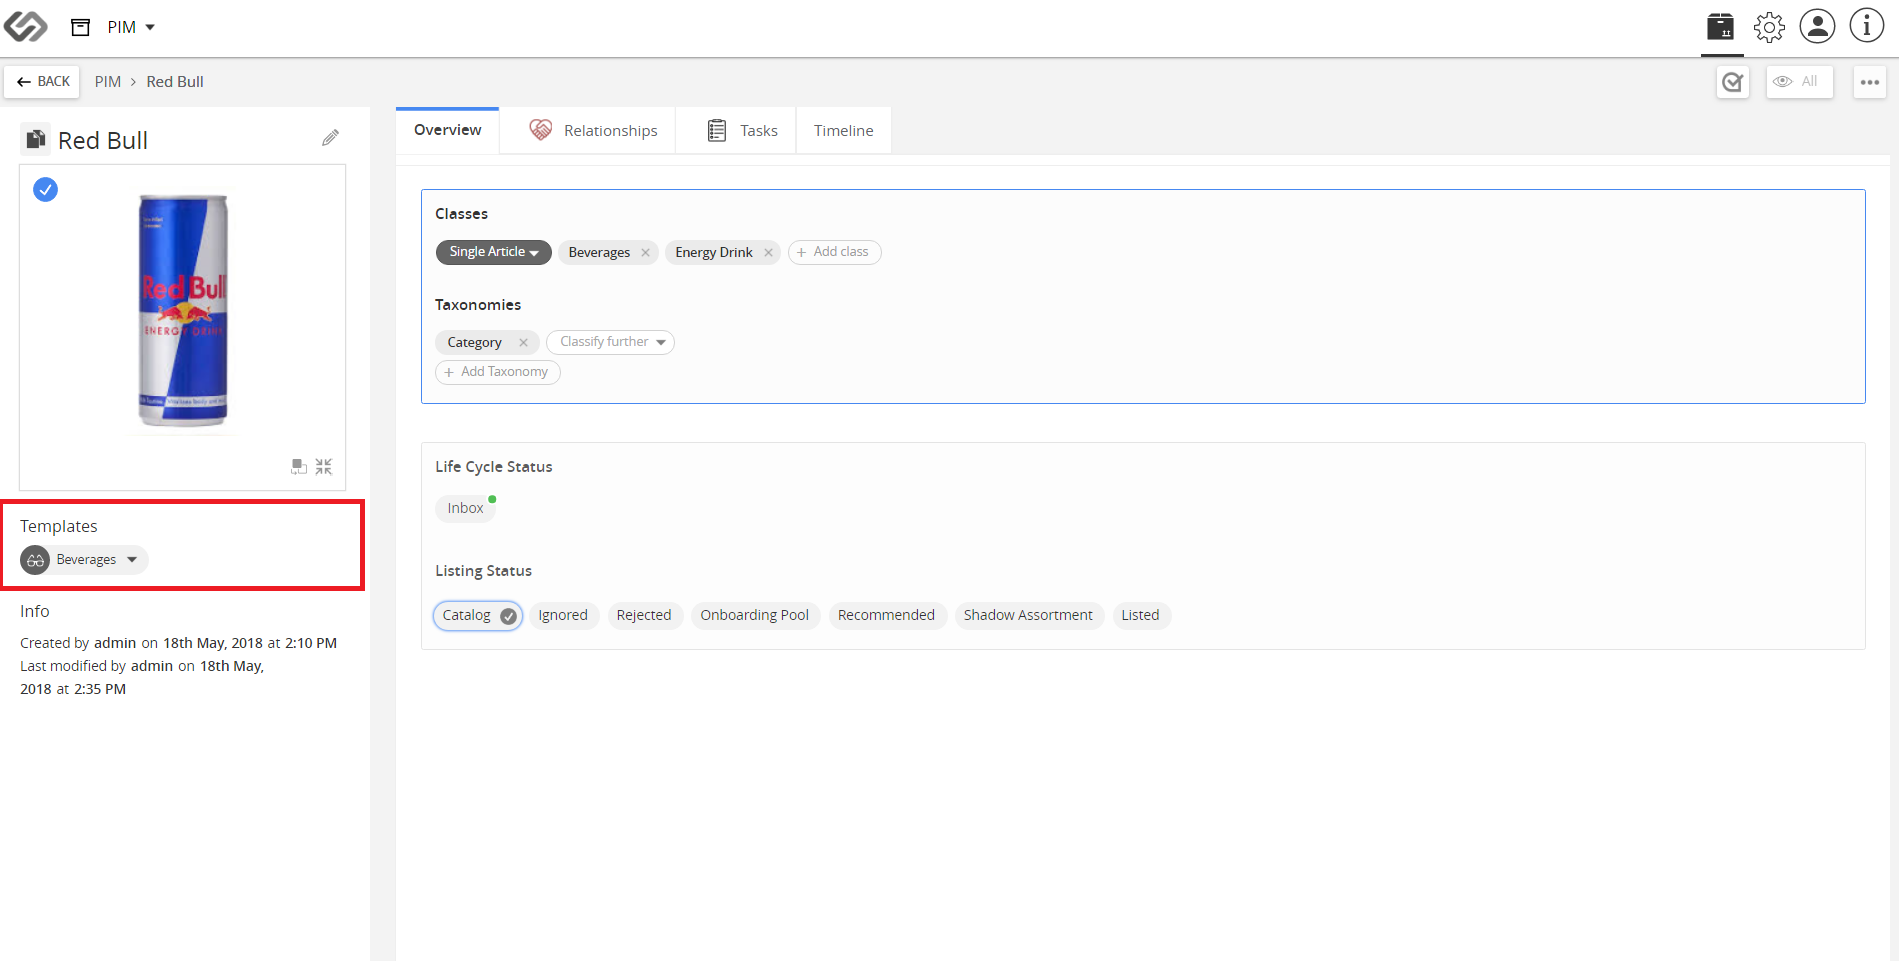 PIM
BACK PIM > Red Bull
All
Red Bull
Red Bull
ENERGY DRINK
Templates
Beverages
Info
Created by admin on 18th May, 2018 at 2:10 PM
Last modified by admin on 18th May,
2018 at 2:35 PM
Overview Relationships Tasks Timeline
Classes
Single Article Beverages × Energy Drink × + Add class
Taxonomies
Category × Classify further
+ Add Taxonomy
Life Cycle Status
Inbox
Listing Status
Catalog Ignored Rejected Onboarding Pool Recommended Shadow Assortment Listed